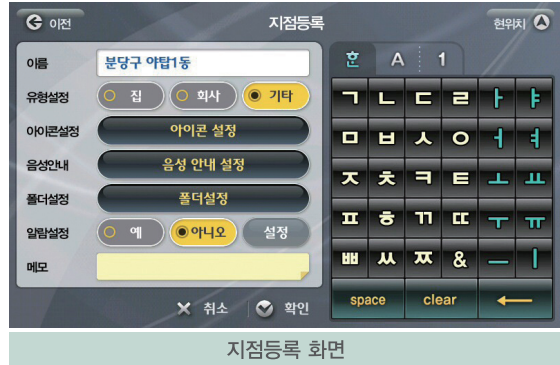 이전
지점등록
현위치
이름
분당구 야탑1동
유형설정
집
회사
기타
아이콘설정
아이콘 설정
음성안내
음성 안내 설정
폴더설정
폴더설정
알람설정
예
아니오
설정
메모
취소
확인
한 A 1
ㄱ ㄴ ㄷ ㄹ ㅏ ㅑ
ㅁ ㅂ ㅅ ㅇ ㅓ ㅕ
ㅈ ㅊ ㅋ ㅌ ㅗ ㅛ
ㅍ ㅎ ㄲ ㄸ ㅜ ㅠ
ㅃ ㅆ ㅉ & ㅡ ㅣ
space clear ←
지점등록 화면